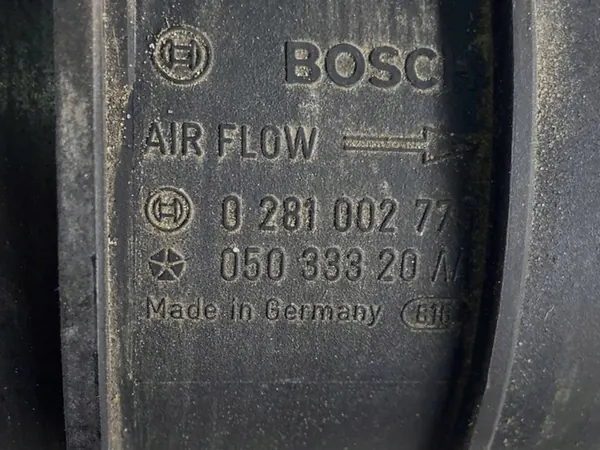 BOSC
AIR FLOW
0 281 002 77
050 333 20 A
Made in Germany